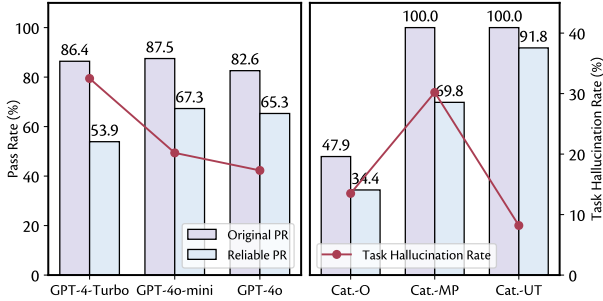 Pass Rate (%)
100
80
60
40
20
0
86.4
53.9
87.5
67.3
82.6
65.3
Original PR
Reliable PR
GPT-4-Turbo
GPT-4o-mini
GPT-4o
47.9
34.4
100.0
69.8
100.0
91.8
Task Hallucination Rate
Cat.-O
Cat.-MP
Cat.-UT
40
30
20
10
0
Task Hallucination Rate (%)